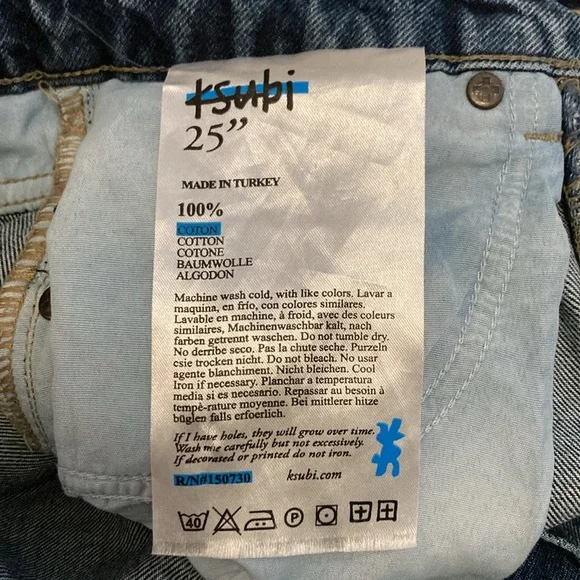 ksubi
25”
MADE IN TURKEY
100%
COTON
COTTON
COTONE
BAUMWOLLE
ALGODON
Machine wash cold, with like colors. Lavar a
maquina, en frío, con colores similares.
Lavable en machine, à froid, avec des coleurs
similaires, Machinenwaschbar kalt, nach
farben getrennt waschen. Do not tumble dry.
No derribe seco. Pas la chute seche. Purzeln
csie trocken nicht. Do not bleach. No usar
agente blanchiment. Nicht bleichen. Cool
Iron if necessary. Planchar a temperatura
media si es necesario. Repassar au besoin à
tempè-rature moyenne. Bei mittlerer hitze
büglen falls erfoerlich.
If I have holes, they will grow over time.
Wash me carefully but not excessively.
If decorated or printed do not iron.
R/N#150730
ksubi.com
40
P